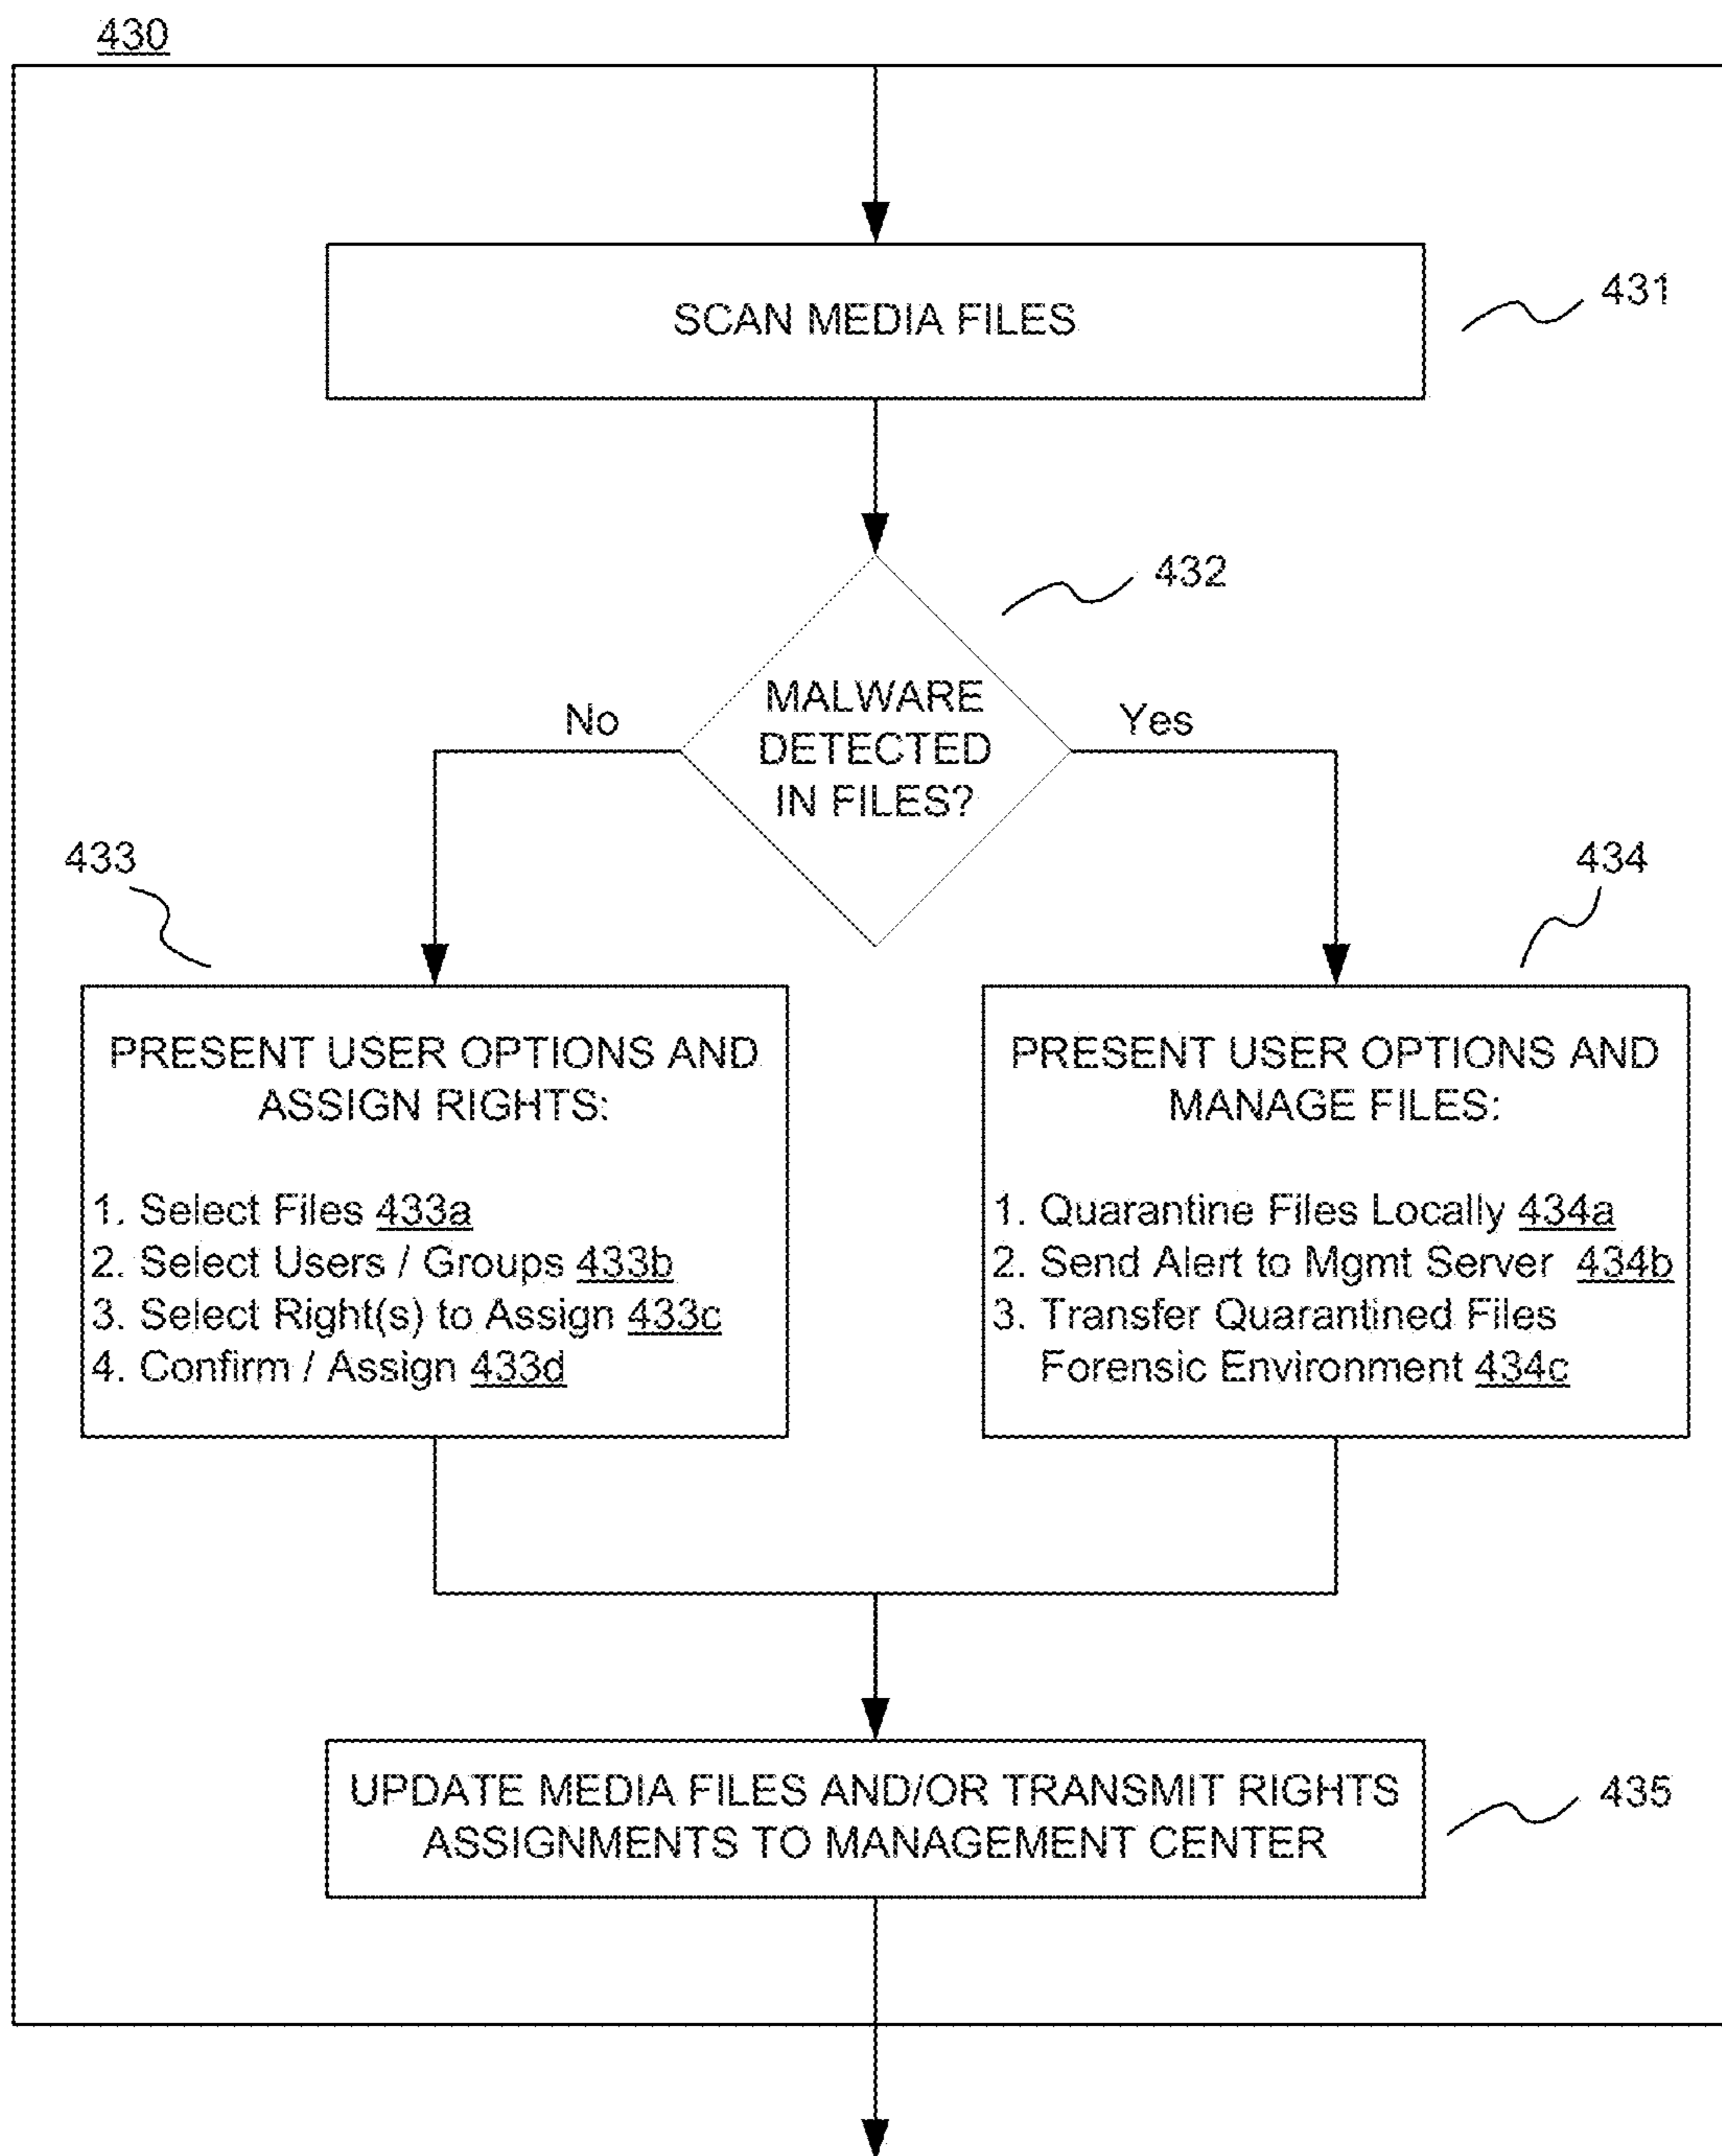 430
SCAN MEDIA FILES
431
432
MALWARE
DETECTED
IN FILES?
No
Yes
433
434
PRESENT USER OPTIONS AND
ASSIGN RIGHTS:
1. Select Files 433a
2. Select Users / Groups 433b
3. Select Right(s) to Assign 433c
4. Confirm / Assign 433d
PRESENT USER OPTIONS AND
MANAGE FILES:
1. Quarantine Files Locally 434a
2. Send Alert to Mgmt Server 434b
3. Transfer Quarantined Files
Forensic Environment 434c
UPDATE MEDIA FILES AND/OR TRANSMIT RIGHTS
ASSIGNMENTS TO MANAGEMENT CENTER
435